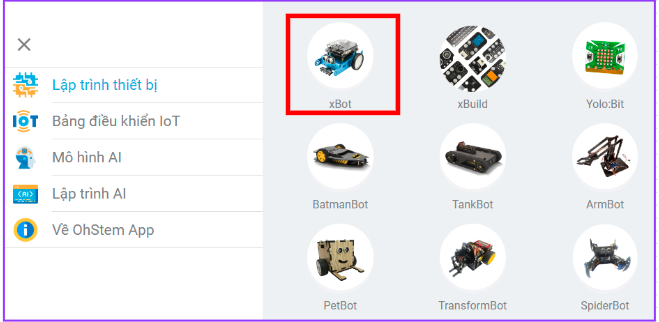 Lập trình thiết bị
IOT Bảng điều khiển IoT
Mô hình AI
<AI> Lập trình AI
Về OhStem App
xBot xBuild Yolo:Bit
BatmanBot TankBot ArmBot
PetBot TransformBot SpiderBot